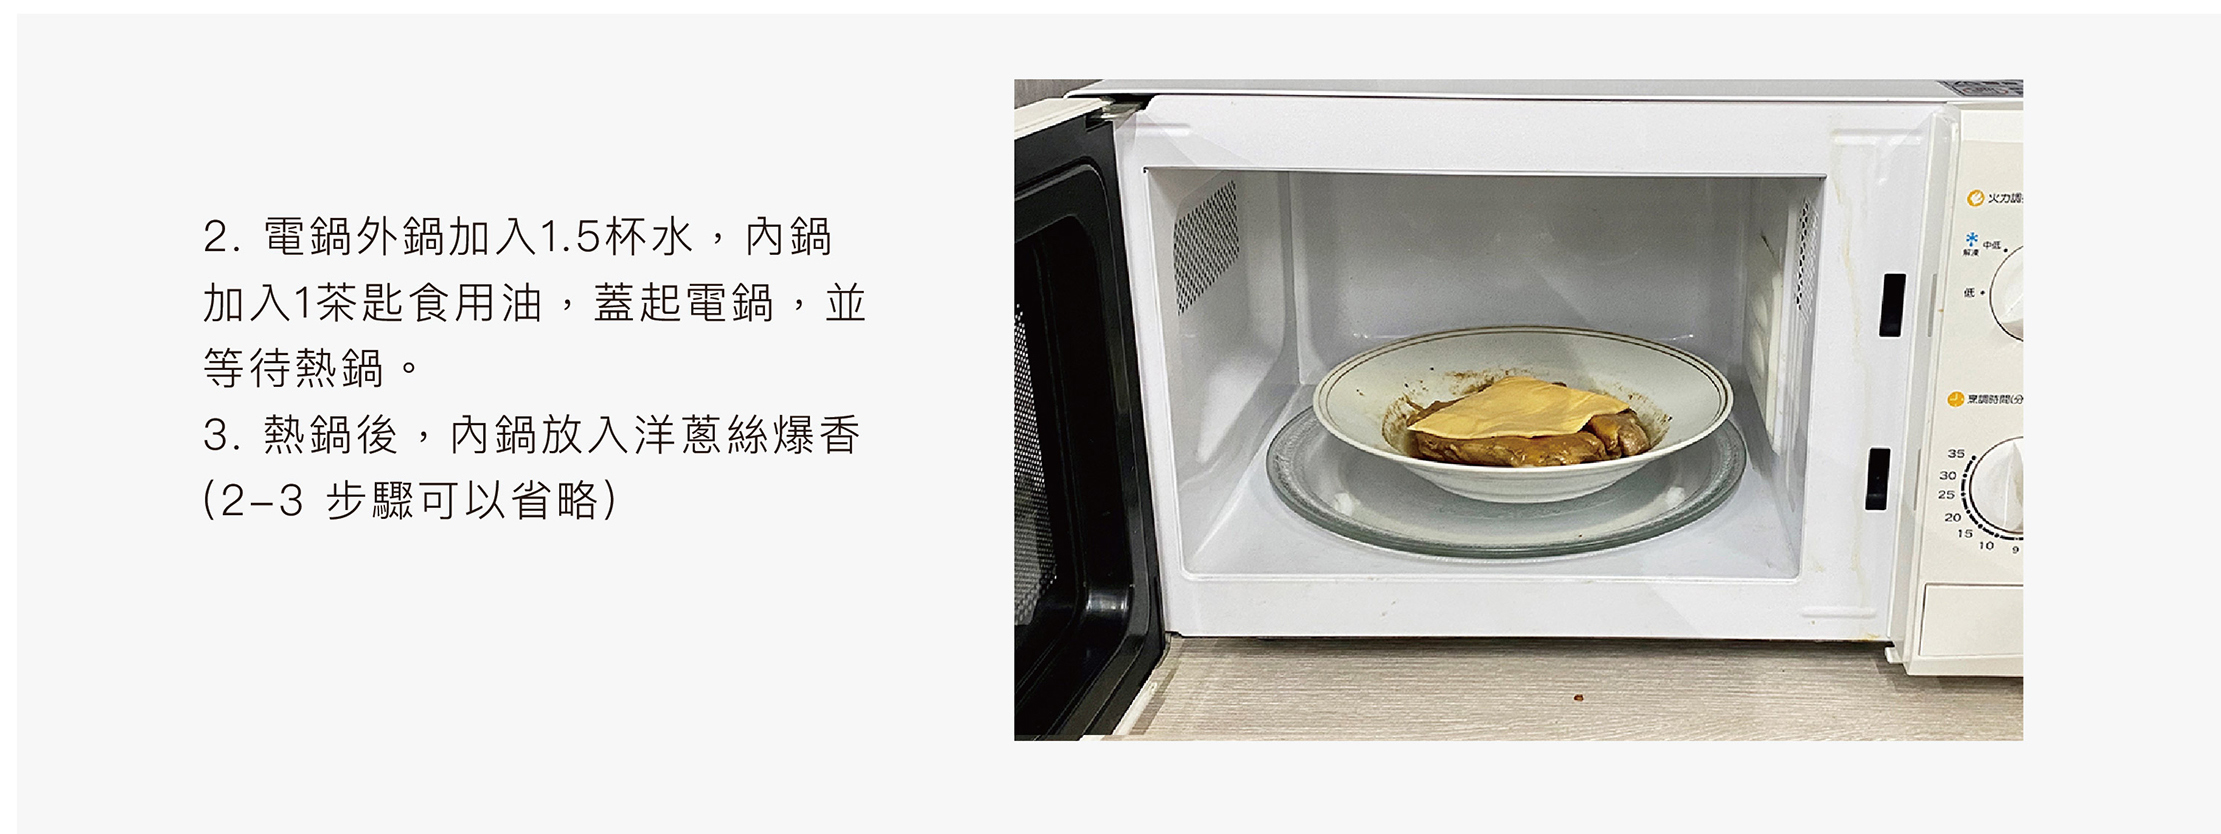 2. 電鍋外鍋加入1.5杯水，內鍋
加入1茶匙食用油，蓋起電鍋，並
等待熱鍋。
3. 熱鍋後，內鍋放入洋蔥絲爆香
(2–3 步驟可以省略)
火力調
中低
解凍
低
烹調時間(分
35
30
25
20
15
10
9